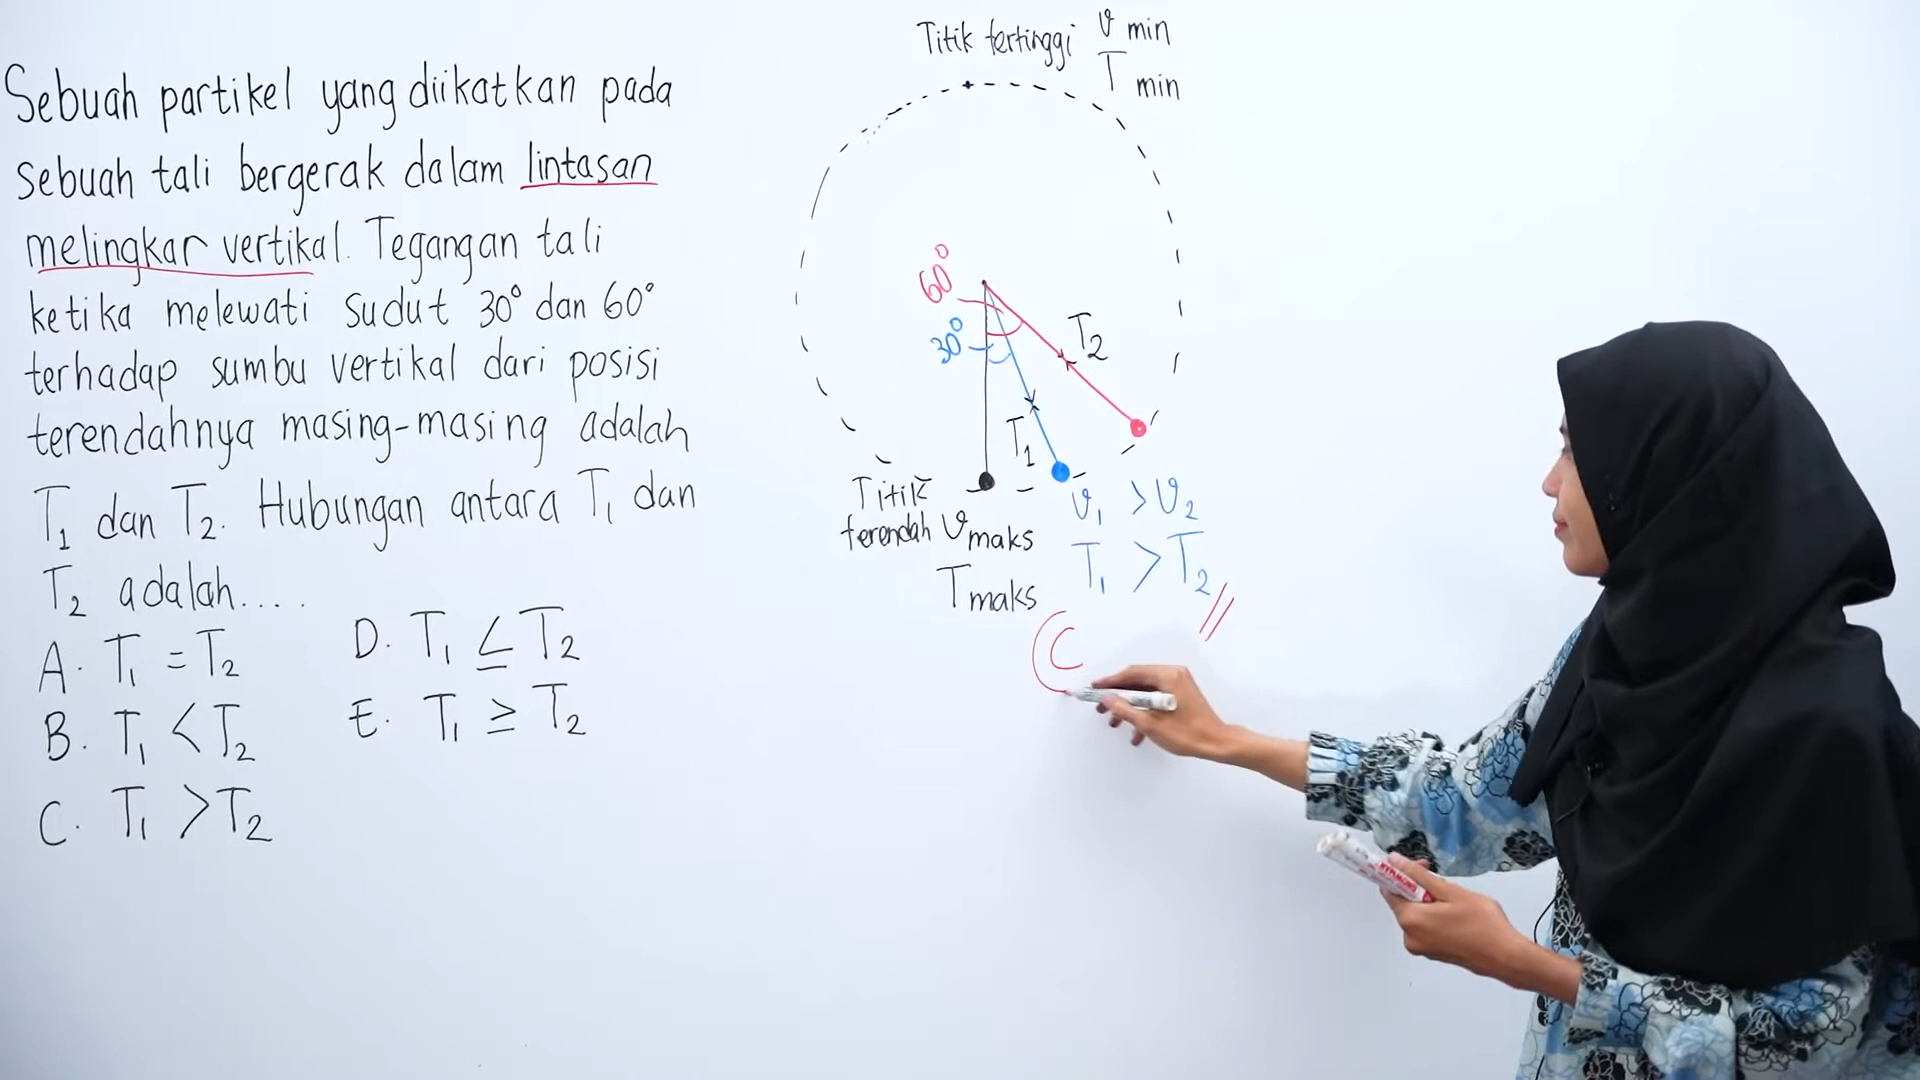 Sebuah partikel yang diikatkan pada
sebuah tali bergerak dalam lintasan
melingkar vertikal. Tegangan tali
ketika melewati sudut 30° dan 60°
terhadap sumbu vertikal dari posisi
terendahnya masing-masing adalah
T₁ dan T₂. Hubungan antara T₁ dan
T₂ adalah....
A. T₁ = T₂
B. T₁ < T₂
C. T₁ > T₂
D. T₁ ≤ T₂
E. T₁ ≥ T₂
Titik tertinggi v min
T min
60°
30°
T₂
T₁
Titik
terendah v maks
T maks
v₁ > v₂
T₁ > T₂
C